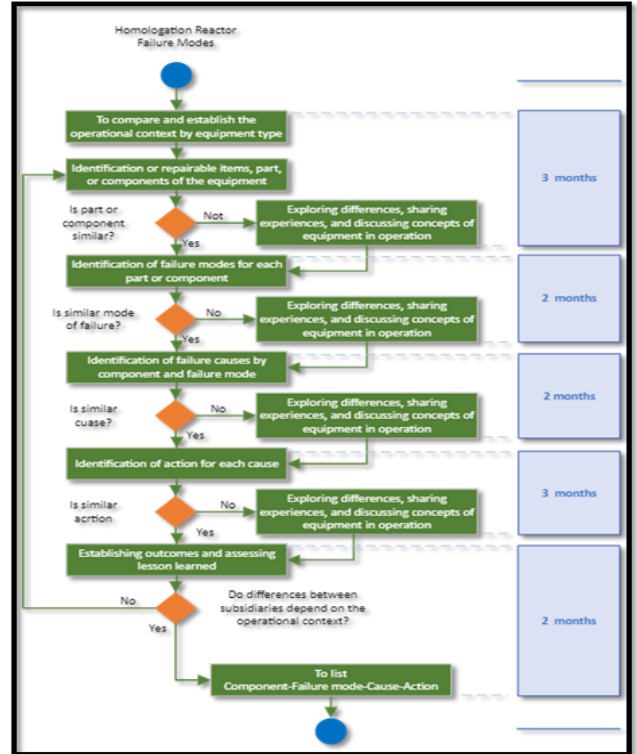 Homologation Reactor
Failure Modes
To compare and establish the
operational context by equipment type
Identification or repairable items, part,
or components of the equipment
3 months
Is part or
component
similar?
Not
Yes
Exploring differences, sharing
experiences, and discussing concepts of
equipment in operation
Identification of failure modes for each
part or component
2 months
Is similar mode
of failure?
No
Yes
Exploring differences, sharing
experiences, and discussing concepts of
equipment in operation
Identification of failure causes by
component and failure mode
2 months
Is similar
cuase?
No
Yes
Exploring differences, sharing
experiences, and discussing concepts of
equipment in operation
Identification of action for each cause
3 months
Is similar
acrtion
No
Yes
Exploring differences, sharing
experiences, and discussing concepts of
equipment in operation
Establishing outcomes and assessing
lesson learned
No
Yes
Do differences between
subsidiaries depend on the
operational context?
2 months
To list
Component-Failure mode-Cause-Action